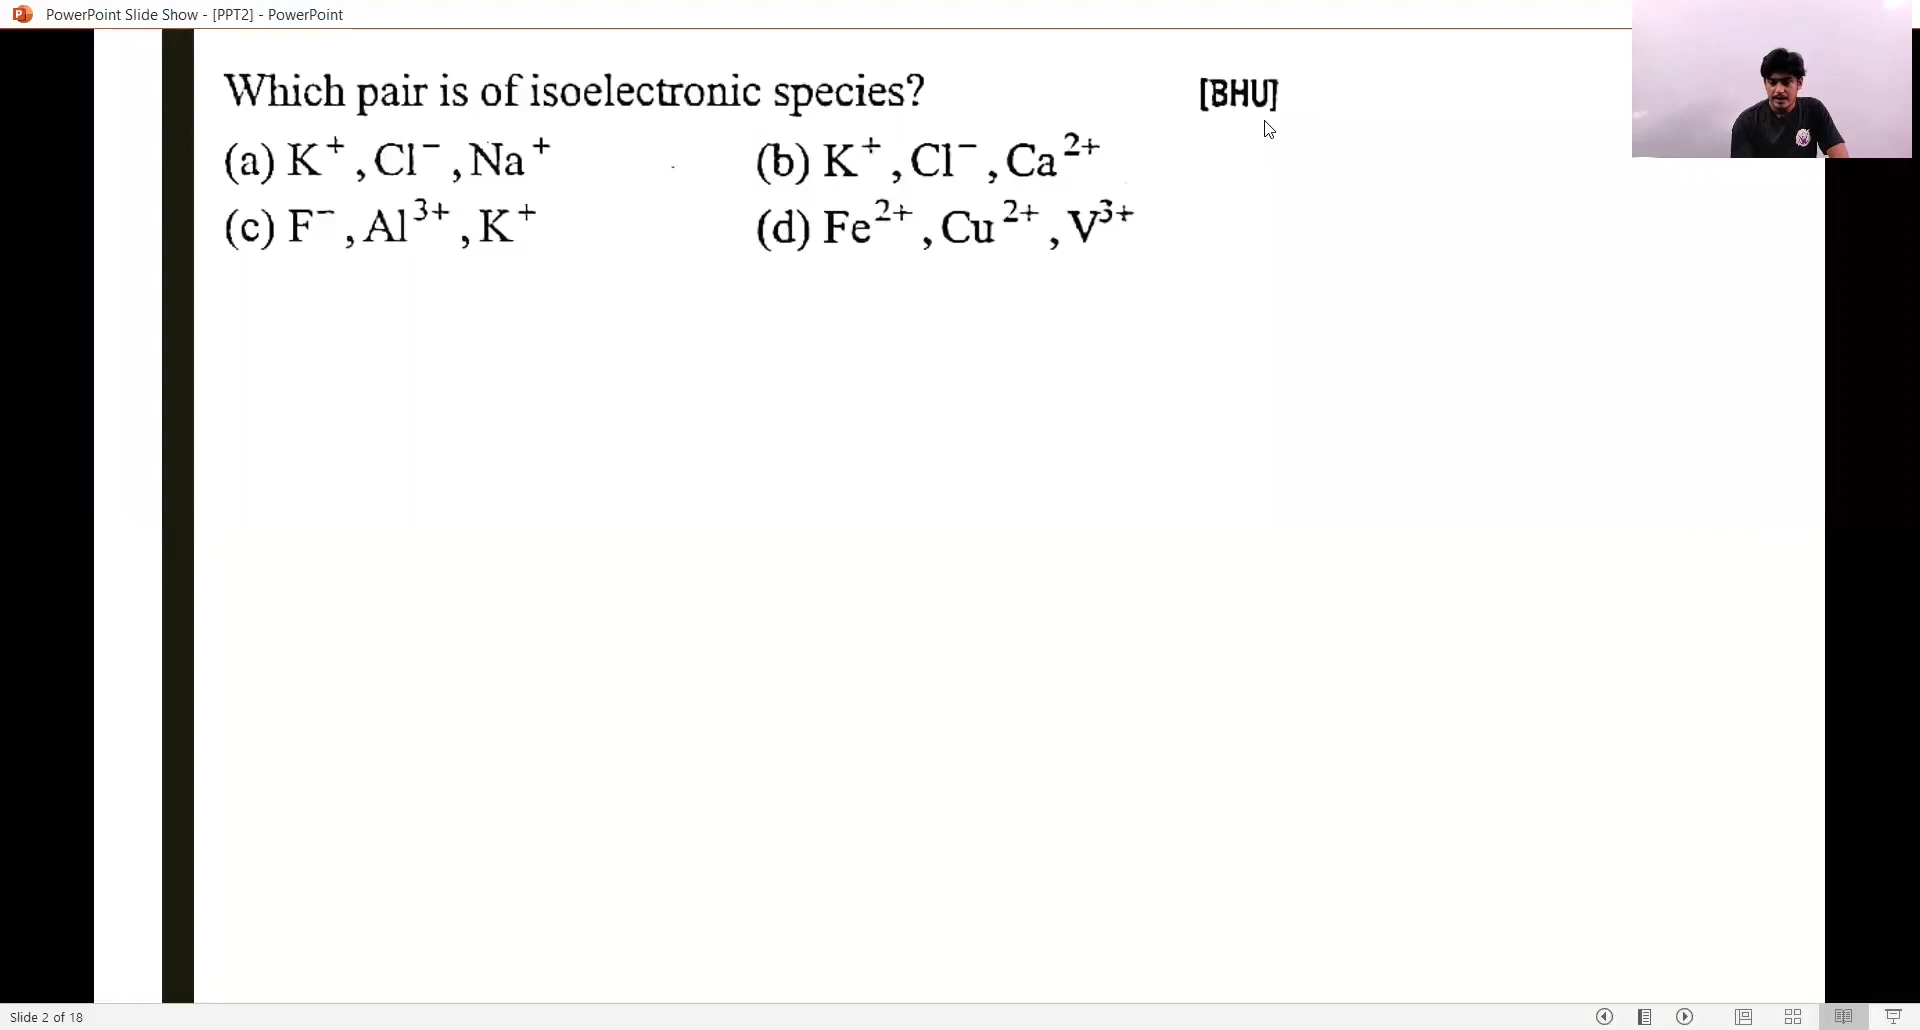 PowerPoint Slide Show - [PPT2] - PowerPoint
Which pair is of isoelectronic species? [BHU]
(a) K⁺, Cl⁻, Na⁺ (b) K⁺, Cl⁻, Ca²⁺
(c) F⁻, Al³⁺, K⁺ (d) Fe²⁺, Cu²⁺, V³⁺
Slide 2 of 18